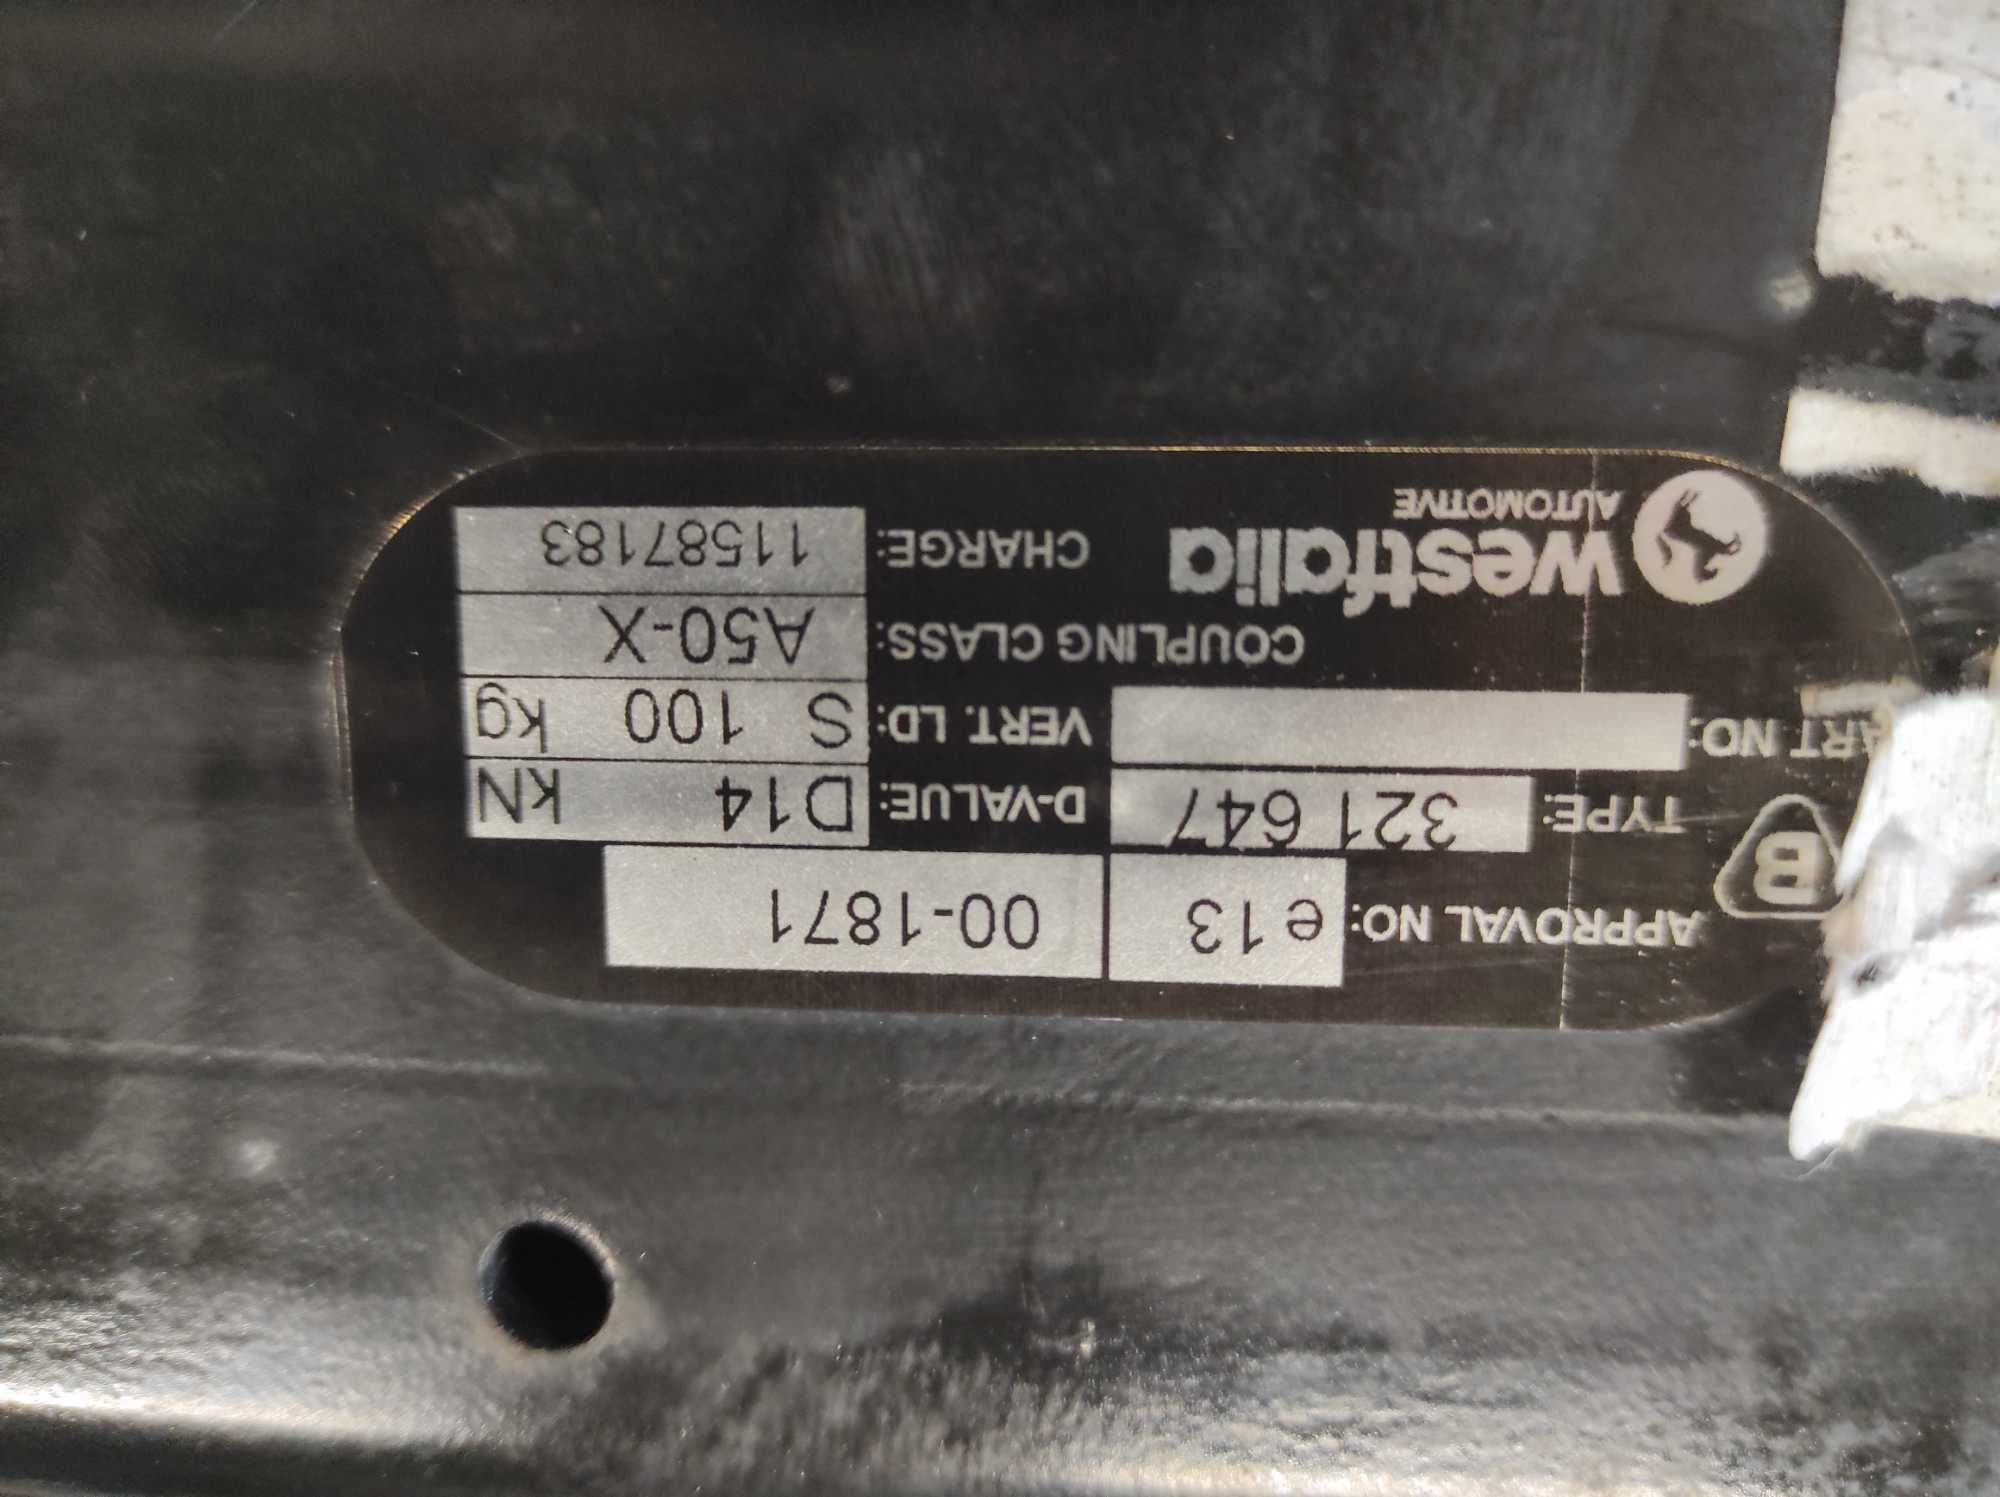 APPROVAL NO: e13 00-1871
B
TYPE: 321 647 D-VALUE: D14 kN
ART NO: VERT. LD: S 100 kg
COUPLING CLASS: A50-X
westfalia CHARGE: 11587183
AUTOMOTIVE